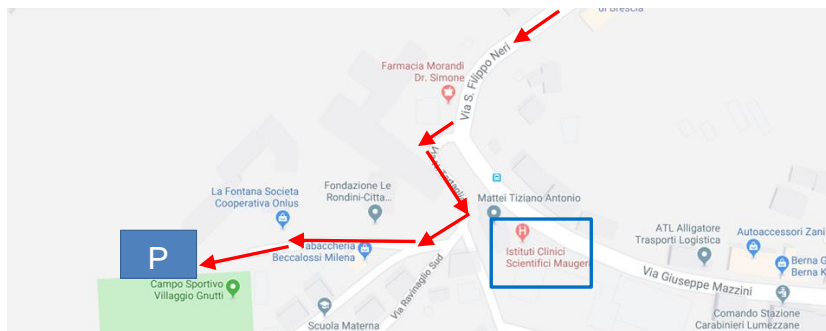 di Brescia
Via S. Filippo Neri
Farmacia Morandi
Dr. Simone
La Fontana Societa
Cooperativa Onlus
Fondazione Le
Rondini-Citta...
Mattei Tiziano Antonio
ATL Alligatore
Trasporti Logistica
Autoaccessori Zani
Istituti Clinici
Scientifici Maugeri
P
Tabaccheria
Beccalossi Milena
Berna G
Berna K
Via Ravinaglio Sud
Via Giuseppe Mazzini
Campo Sportivo
Villaggio Gnutti
Scuola Materna
Comando Stazione
Carabinieri Lumezzane